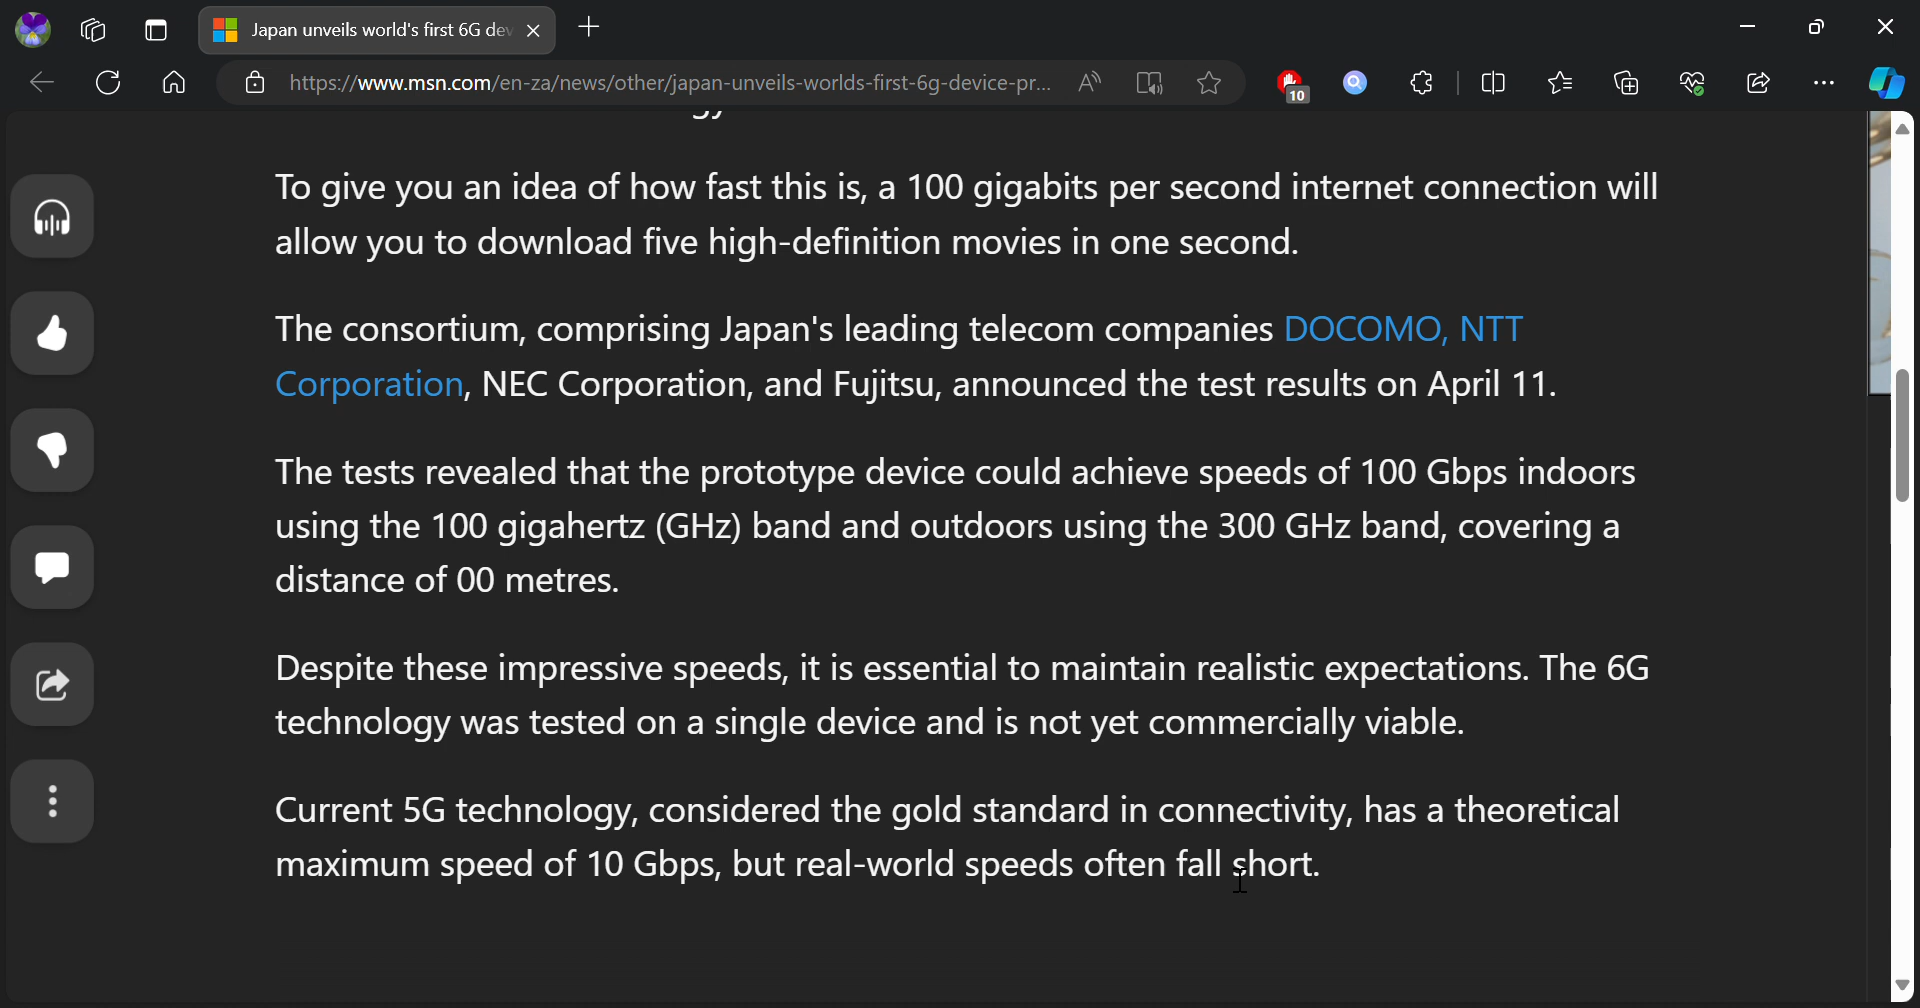 Japan unveils world's first 6G dev
https://www.msn.com/en-za/news/other/japan-unveils-worlds-first-6g-device-pr...
10
To give you an idea of how fast this is, a 100 gigabits per second internet connection will
allow you to download five high-definition movies in one second.
The consortium, comprising Japan's leading telecom companies DOCOMO, NTT
Corporation, NEC Corporation, and Fujitsu, announced the test results on April 11.
The tests revealed that the prototype device could achieve speeds of 100 Gbps indoors
using the 100 gigahertz (GHz) band and outdoors using the 300 GHz band, covering a
distance of 00 metres.
Despite these impressive speeds, it is essential to maintain realistic expectations. The 6G
technology was tested on a single device and is not yet commercially viable.
Current 5G technology, considered the gold standard in connectivity, has a theoretical
maximum speed of 10 Gbps, but real-world speeds often fall short.